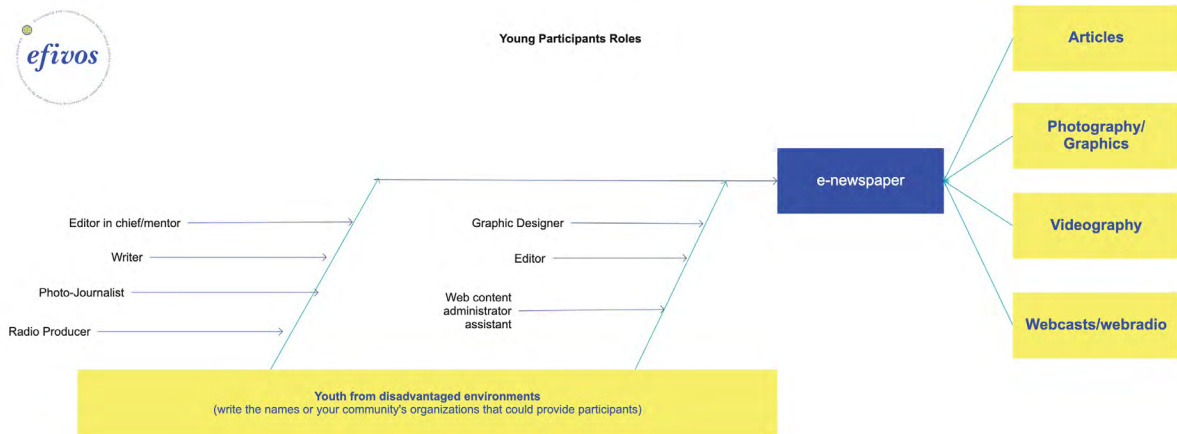 efivos
Young Participants Roles
Articles
Photography/
Graphics
e-newspaper
Videography
Webcasts/webradio
Editor in chief/mentor
Writer
Photo-Journalist
Radio Producer
Graphic Designer
Editor
Web content
administrator
assistant
Youth from disadvantaged environments
(write the names or your community's organizations that could provide participants)